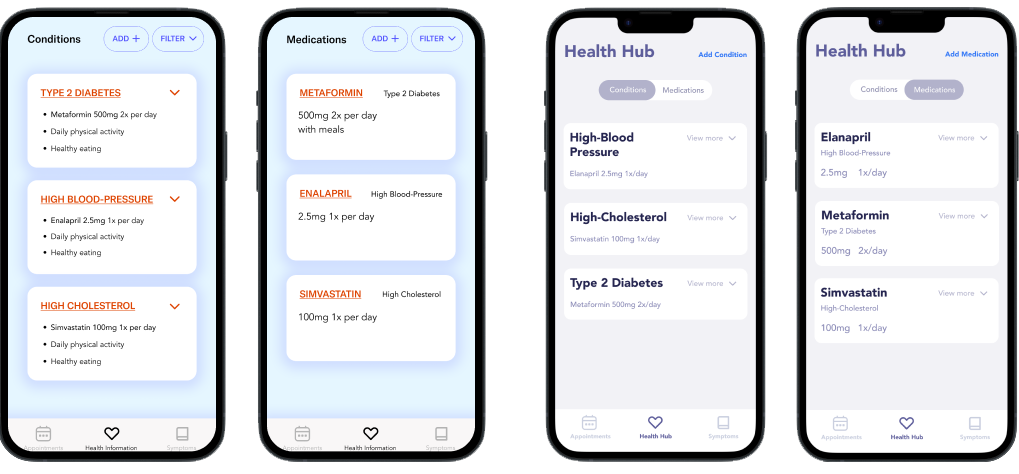 Conditions
ADD +
FILTER
TYPE 2 DIABETES
• Metaformin 500mg 2x per day
• Daily physical activity
• Healthy eating
HIGH BLOOD-PRESSURE
• Enalapril 2.5mg 1x per day
• Daily physical activity
• Healthy eating
HIGH CHOLESTEROL
• Simvastatin 100mg 1x per day
• Daily physical activity
• Healthy eating
Appointments
Health Information
Symptoms
Medications
ADD +
FILTER
METAFORMIN
Type 2 Diabetes
500mg 2x per day
with meals
ENALAPRIL
High Blood-Pressure
2.5mg 1x per day
SIMVASTATIN
High Cholesterol
100mg 1x per day
Appointments
Health Information
Symptoms
Health Hub
Add Condition
Conditions
Medications
High-Blood
Pressure
View more
Elanapril 2.5mg 1x/day
High-Cholesterol
View more
Simvastatin 100mg 1x/day
Type 2 Diabetes
View more
Metaformin 500mg 2x/day
Appointments
Health Hub
Symptoms
Health Hub
Add Medication
Conditions
Medications
Elanapril
View more
High Blood-Pressure
2.5mg 1x/day
Metaformin
View more
Type 2 Diabetes
500mg 2x/day
Simvastatin
View more
High-Cholesterol
100mg 1x/day
Appointments
Health Hub
Symptoms